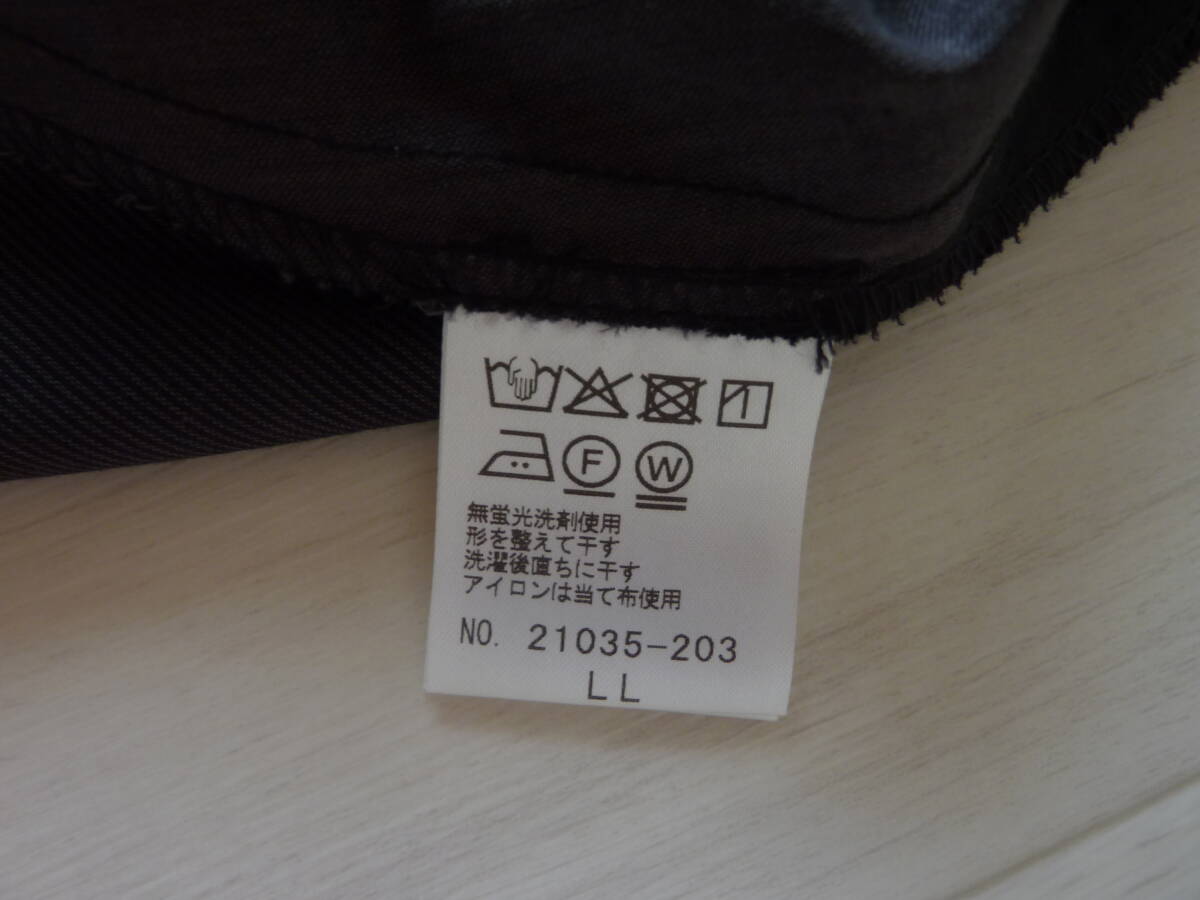 F W
無蛍光洗剤使用
形を整えて干す
洗濯後直ちに干す
アイロンは当て布使用
NO. 21035-203
LL